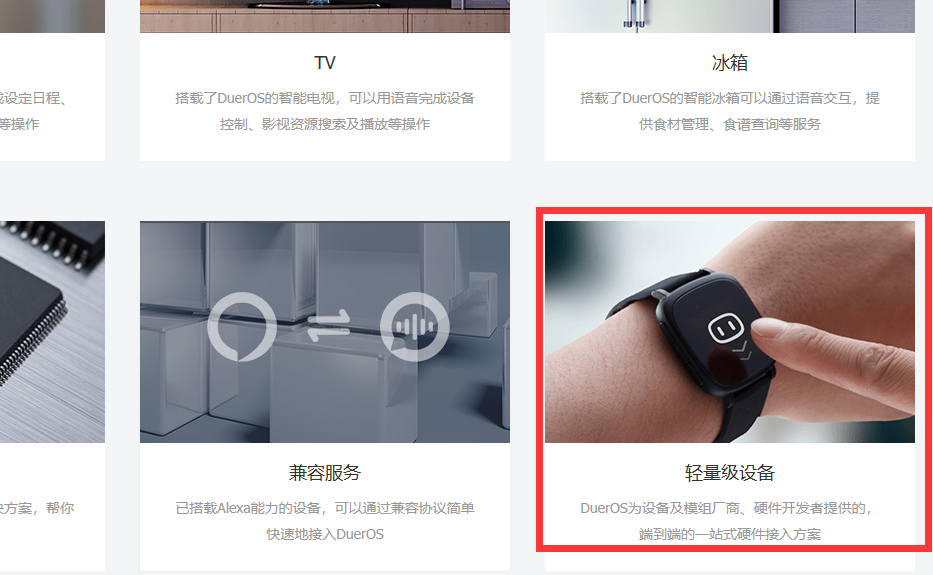 设定日程、
等操作
TV
搭载了DuerOS的智能电视，可以用语音完成设备
控制、影视资源搜索及播放等操作
冰箱
搭载了DuerOS的智能冰箱可以通过语音交互，提
供食材管理、食谱查询等服务
方案，帮你
兼容服务
已搭载Alexa能力的设备，可以通过兼容协议简单
快速地接入DuerOS
轻量级设备
DuerOS为设备及模组厂商、硬件开发者提供的，
端到端的一站式硬件接入方案